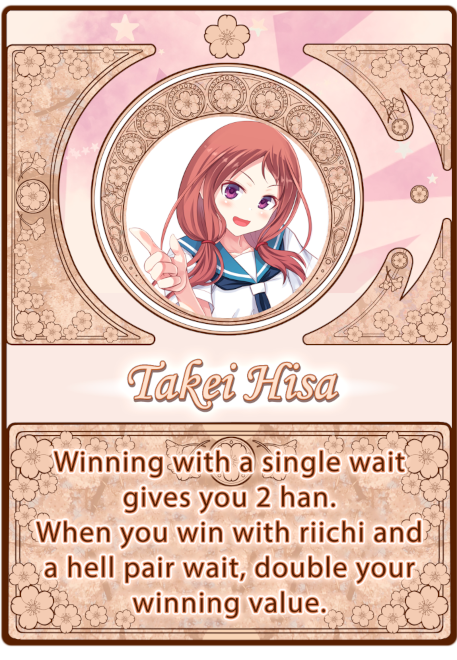 Takei Hisa
Winning with a single wait
gives you 2 han.
When you win with riichi and
a hell pair wait, double your
winning value.